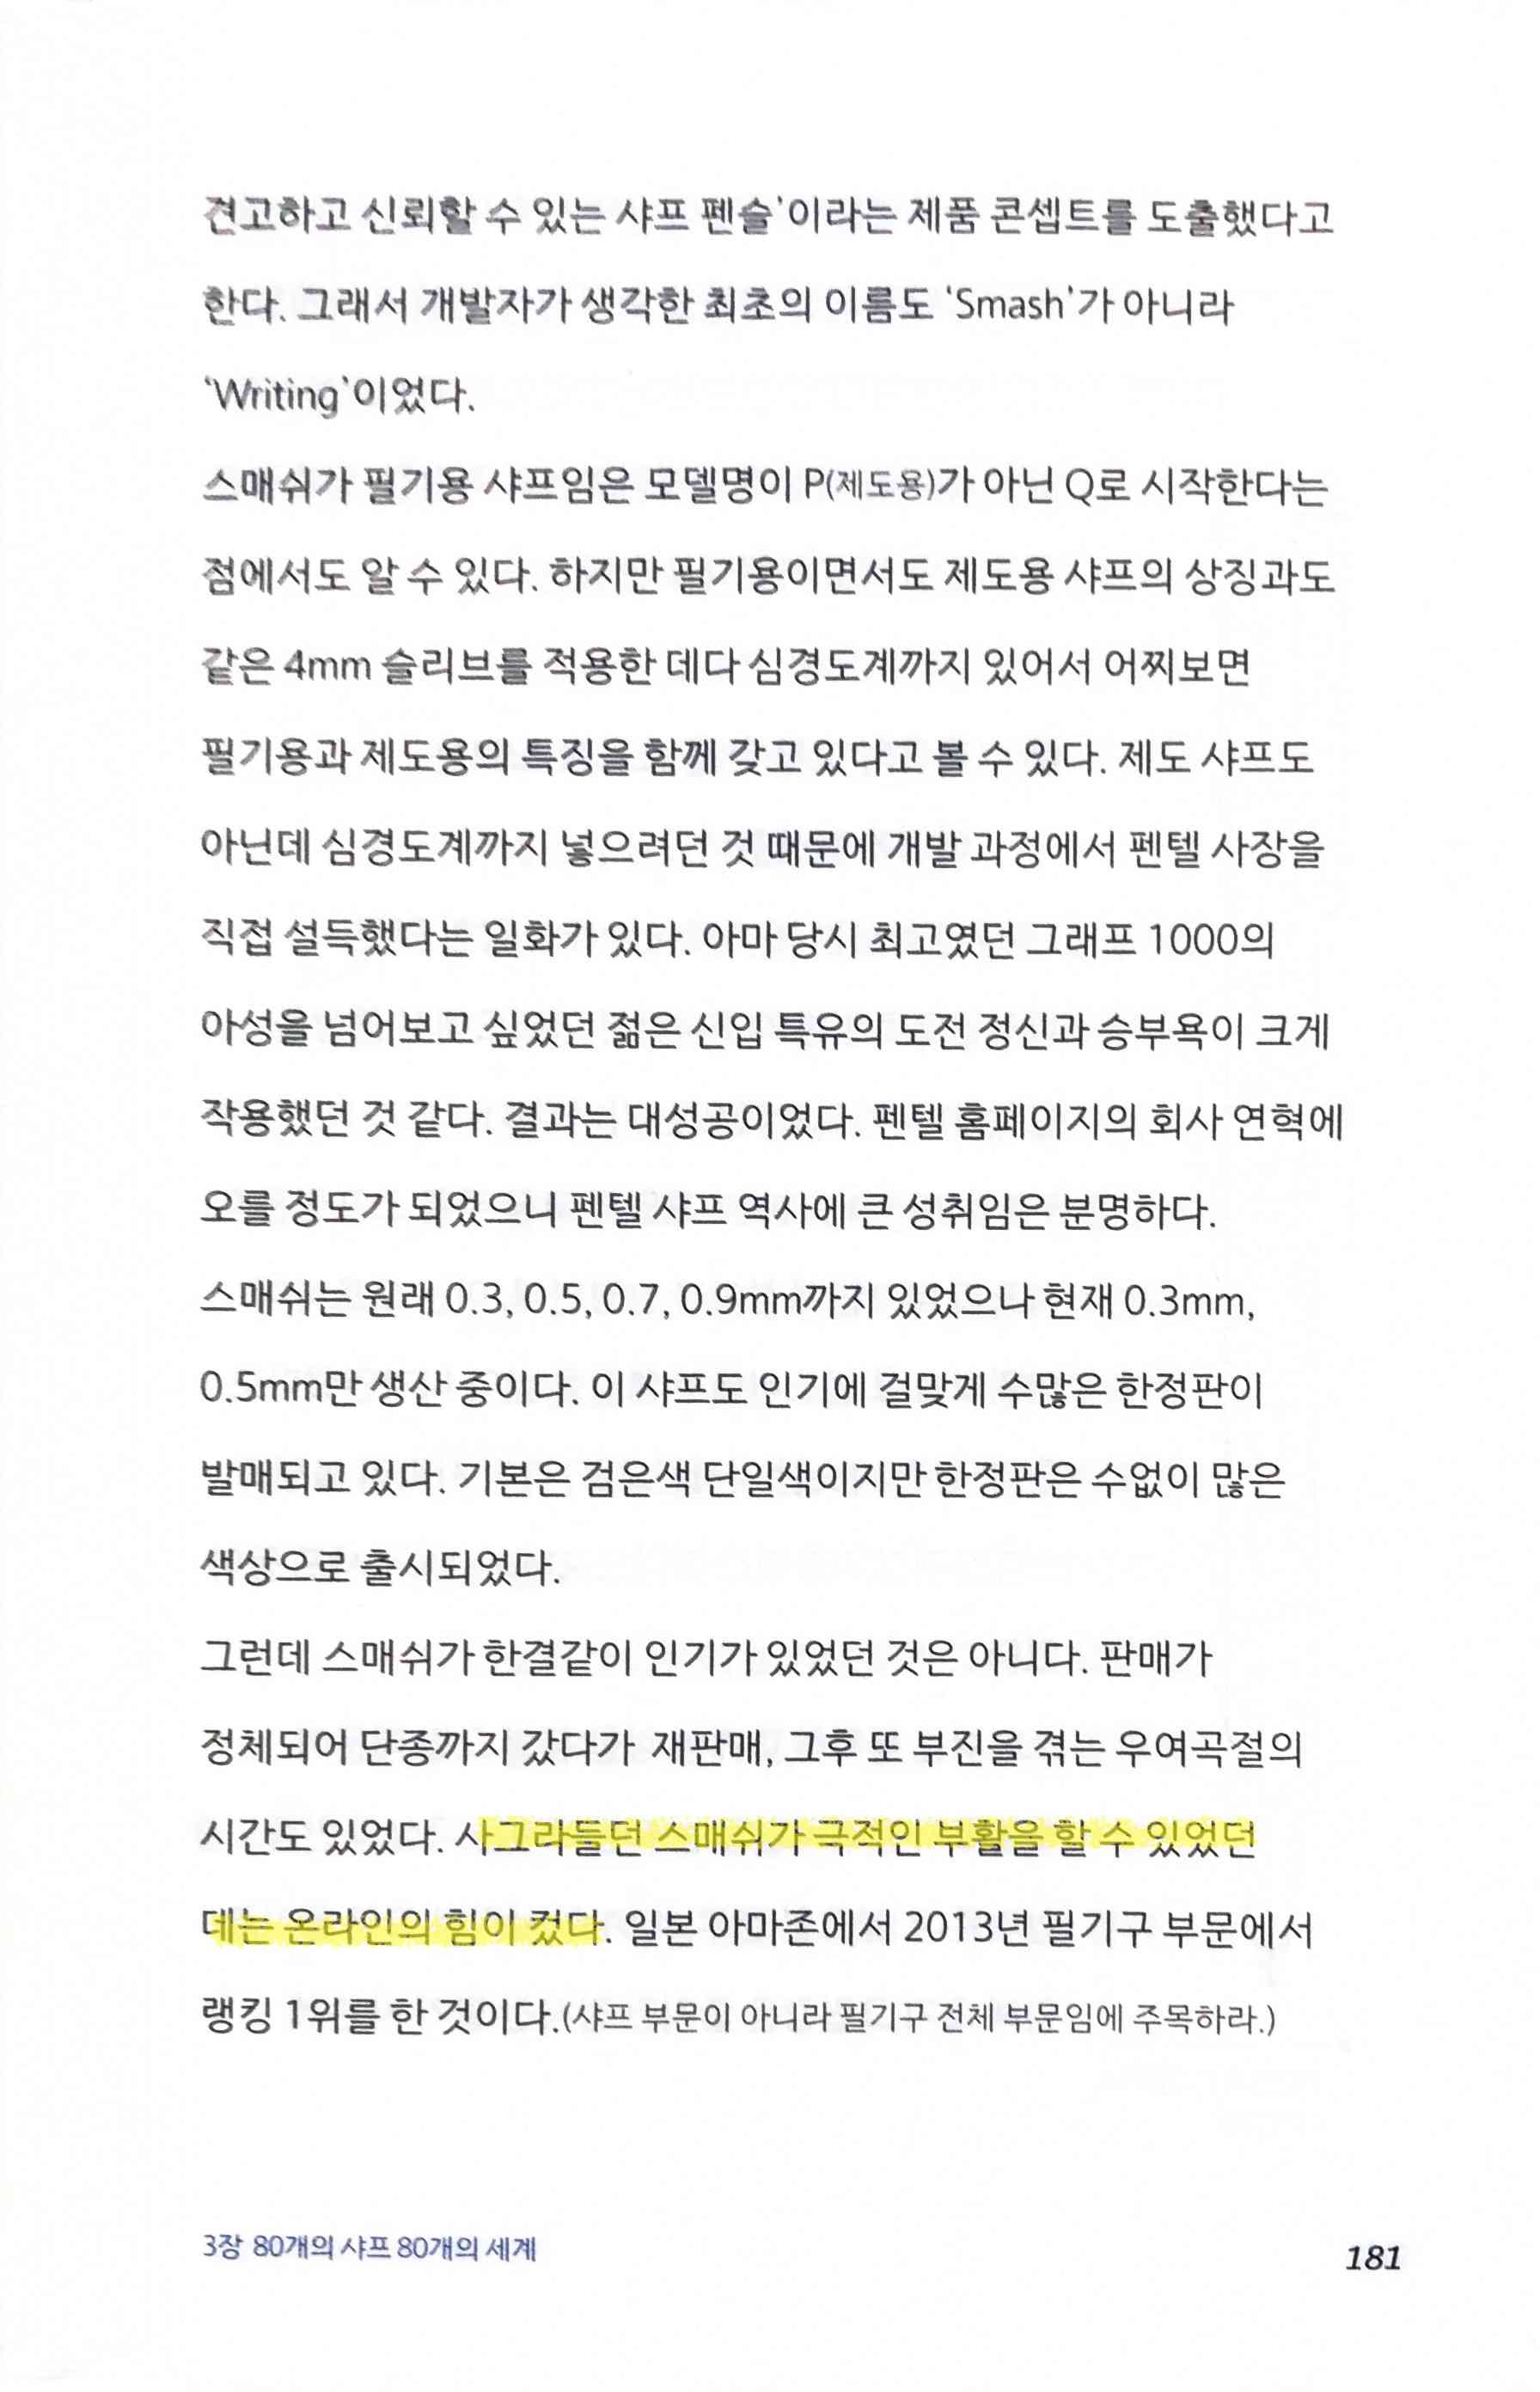 견고하고 신뢰할 수 있는 샤프 펜슬'이라는 제품 콘셉트를 도출했다고
한다. 그래서 개발자가 생각한 최초의 이름도 'Smash'가 아니라
'Writing'이었다.
스매쉬가 필기용 샤프임은 모델명이 P(제도용)가 아닌 Q로 시작한다는
점에서도 알 수 있다. 하지만 필기용이면서도 제도용 샤프의 상징과도
같은 4mm 슬리브를 적용한 데다 심경도계까지 있어서 어찌보면
필기용과 제도용의 특징을 함께 갖고 있다고 볼 수 있다. 제도 샤프도
아닌데 심경도계까지 넣으려던 것 때문에 개발 과정에서 펜텔 사장을
직접 설득했다는 일화가 있다. 아마 당시 최고였던 그래프 1000의
아성을 넘어보고 싶었던 젊은 신입 특유의 도전 정신과 승부욕이 크게
작용했던 것 같다. 결과는 대성공이었다. 펜텔 홈페이지의 회사 연혁에
오를 정도가 되었으니 펜텔 샤프 역사에 큰 성취임은 분명하다.
스매쉬는 원래 0.3, 0.5, 0.7, 0.9mm까지 있었으나 현재 0.3mm,
0.5mm만 생산 중이다. 이 샤프도 인기에 걸맞게 수많은 한정판이
발매되고 있다. 기본은 검은색 단일색이지만 한정판은 수없이 많은
색상으로 출시되었다.
그런데 스매쉬가 한결같이 인기가 있었던 것은 아니다. 판매가
정체되어 단종까지 갔다가 재판매, 그후 또 부진을 겪는 우여곡절의
시간도 있었다. 사그라들던 스매쉬가 극적인 부활을 할 수 있었던
데는 온라인의 힘이 컸다. 일본 아마존에서 2013년 필기구 부문에서
랭킹 1위를 한 것이다.(샤프 부문이 아니라 필기구 전체 부문임에 주목하라.)
3장 80개의 샤프 80개의 세계
181